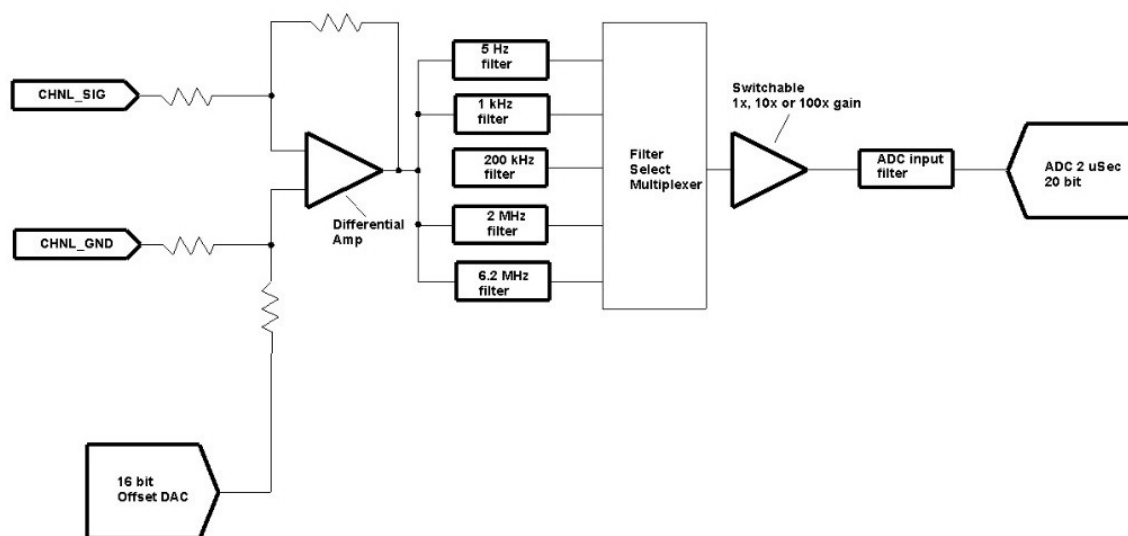 CHNL_SIG
CHNL_GND
16 bit
Offset DAC
Differential
Amp
5 Hz
filter
1 kHz
filter
200 kHz
filter
2 MHz
filter
6.2 MHz
filter
Filter
Select
Multiplexer
Switchable
1x, 10x or 100x gain
ADC input
filter
ADC 2 uSec
20 bit